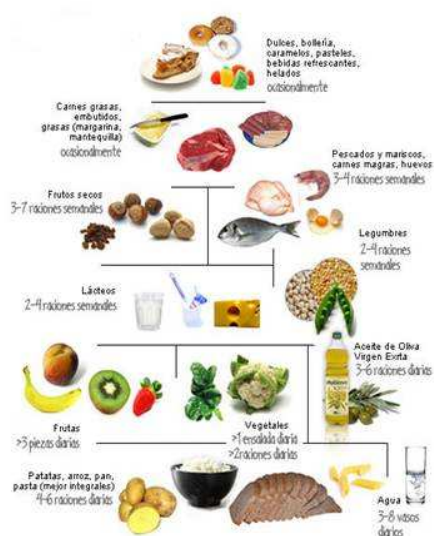 Dulces, bollería,
caramelos, pasteles,
bebidas refrescantes,
helados
ocasionalmente
Carnes grasas,
embutidos,
grasas (margarina,
mantequilla)
ocasionalmente
Pescados y mariscos,
carnes magras, huevos
3-4 raciones semanales
Frutos secos
3-7 raciones semanales
Legumbres
2-4 raciones
semanales
Lácteos
2-4 raciones semanales
Aceite de Oliva
Virgen Exrta
3-6 raciones diarias
Frutas
>3 piezas diarias
Vegetales
>1 ensalada diaria
>2raciones diarias
Patatas, arroz, pan,
pasta (mejor integrales)
4-6 raciones diarias
Agua
3-8 vasos
diarios